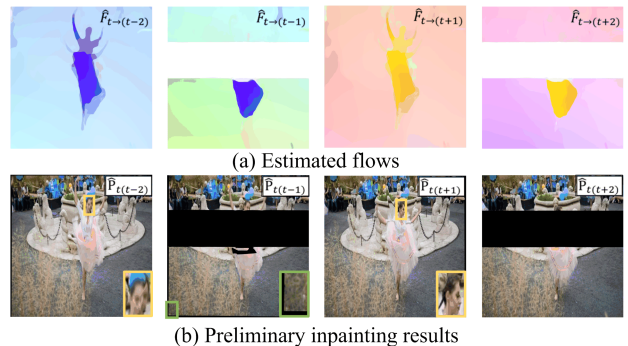 F̂t→(t−2) F̂t→(t−1) F̂t→(t+1) F̂t→(t+2)
(a) Estimated flows
P̂t(t−2) P̂t(t−1) P̂t(t+1) P̂t(t+2)
(b) Preliminary inpainting results